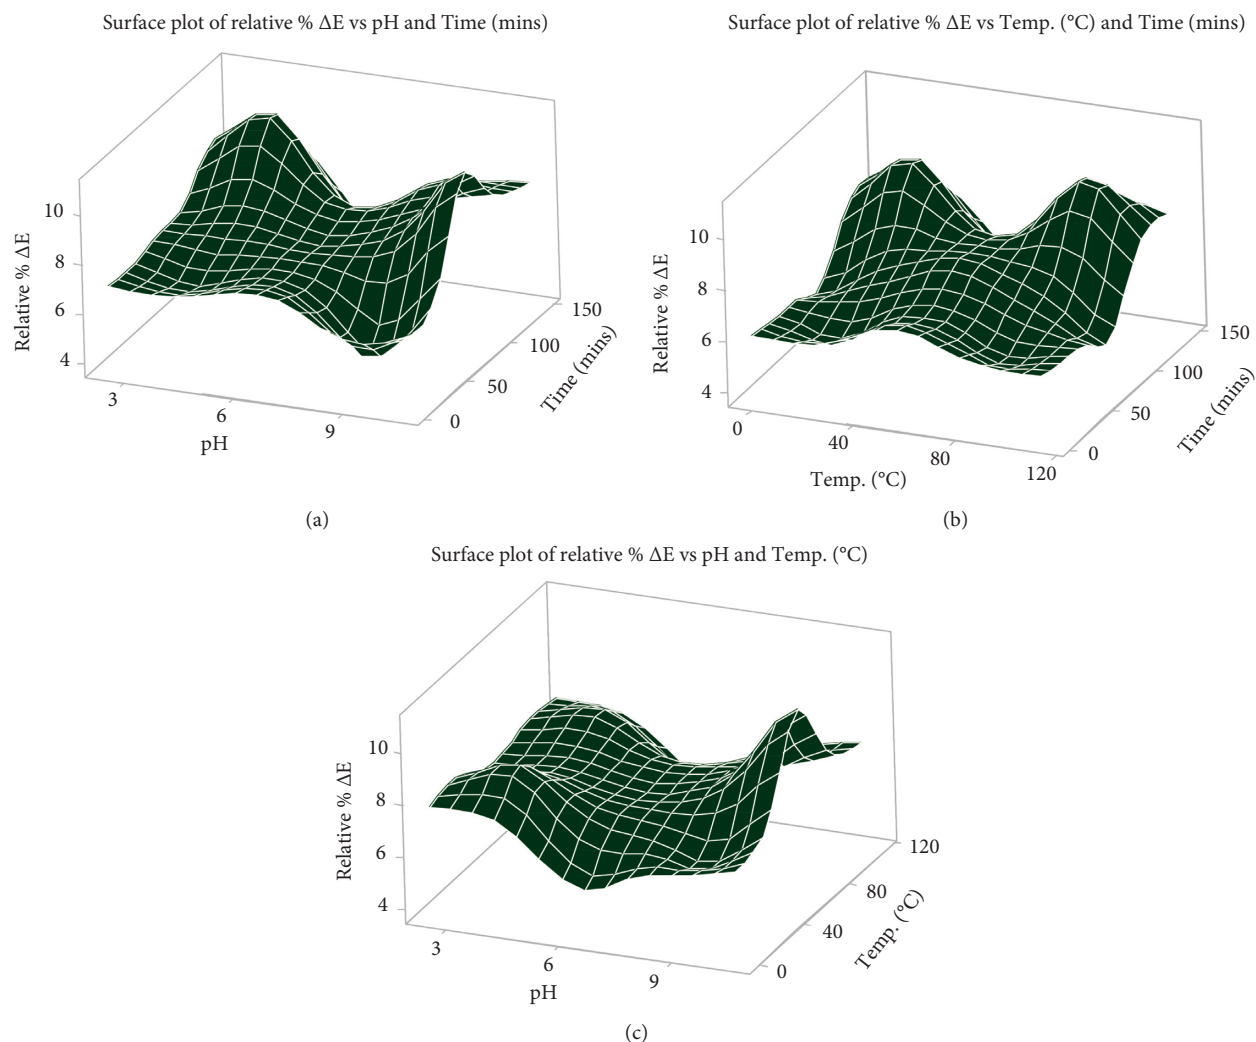 Surface plot of relative % ΔE vs pH and Time (mins)
10
8
6
4
Relative % ΔE
3
6
9
pH
0
50
100
150
Time (mins)
(a)
Surface plot of relative % ΔE vs Temp. (°C) and Time (mins)
10
8
6
4
Relative % ΔE
0
40
80
120
Temp. (°C)
0
50
100
150
Time (mins)
(b)
Surface plot of relative % ΔE vs pH and Temp. (°C)
10
8
6
4
Relative % ΔE
3
6
9
pH
0
40
80
120
Temp. (°C)
(c)